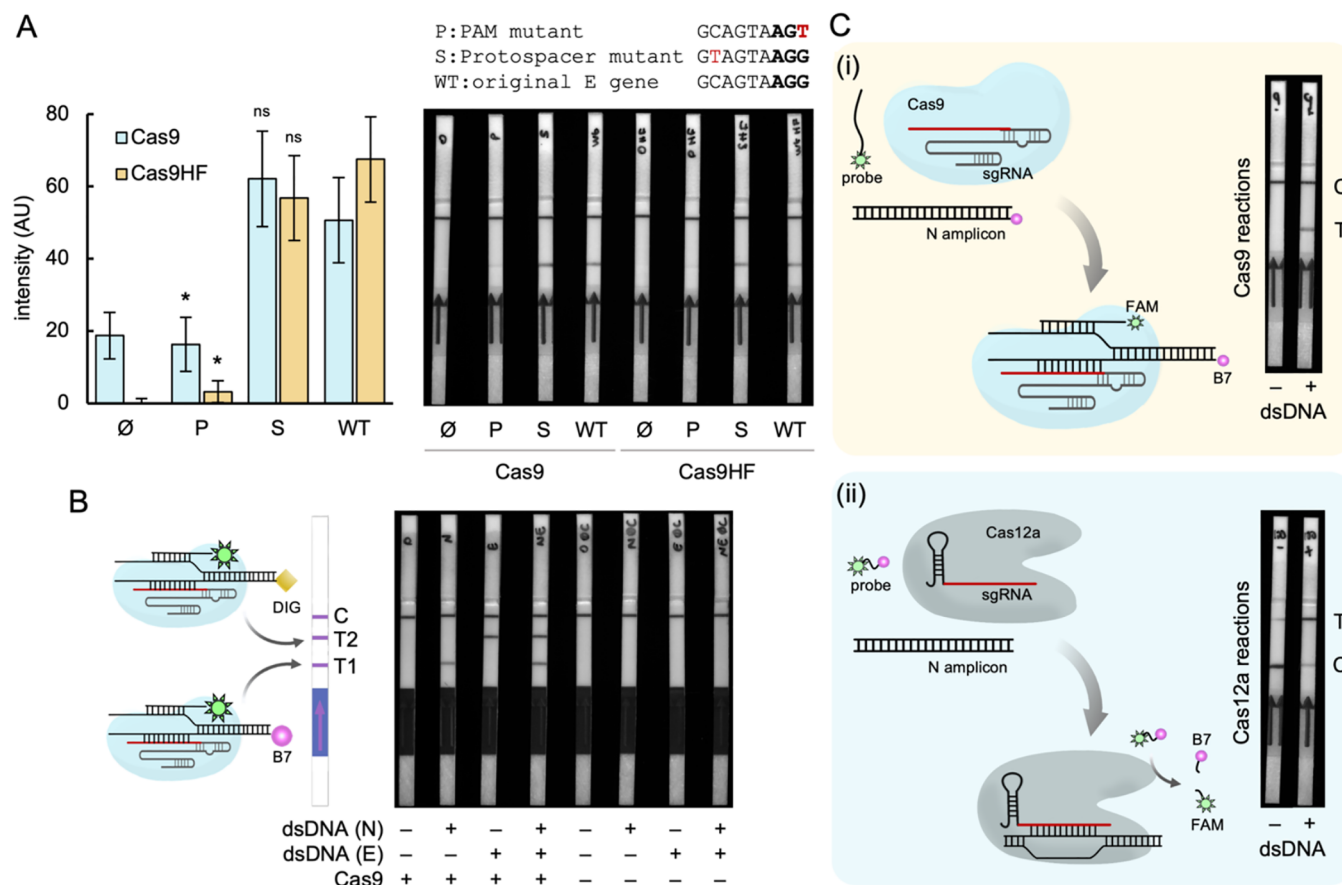 A
P:PAM mutant GCAGTAAGT
S:Protospacer mutant GTAGTAAGG
WT:original E gene GCAGTAAGG
80
60
40
20
0
intensity (AU)
Cas9
Cas9HF
ns
ns
*
*
Ø P S WT
Ø P S WT Ø P S WT
Cas9 Cas9HF
B
DIG
B7
C
T2
T1
O N E NE
dsDNA (N) – + – + – + – +
dsDNA (E) – – + + – – + +
Cas9 + + + + – – – –
C
(i)
Cas9
sgRNA
probe
N amplicon
FAM
B7
Cas9 reactions
C
T
– +
dsDNA
(ii)
Cas12a
probe
sgRNA
N amplicon
B7
FAM
Cas12a reactions
T
C
– +
dsDNA